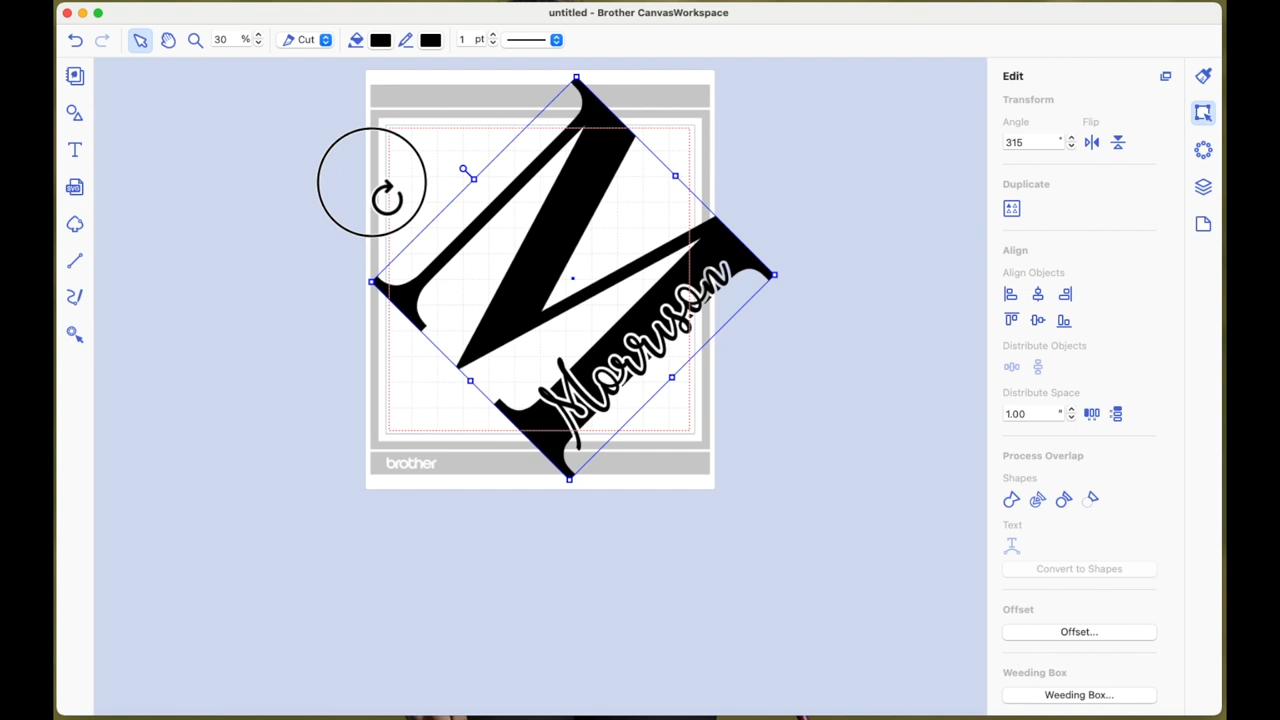 untitled - Brother CanvasWorkspace
30 % Cut 1 pt
Edit
Transform
Angle Flip
315 °
Duplicate
Align
Align Objects
Distribute Objects
Distribute Space
1.00 "
Process Overlap
Shapes
Text
Convert to Shapes
Offset
Offset...
Weeding Box
Weeding Box...
T
SVG
M
Morrison
brother